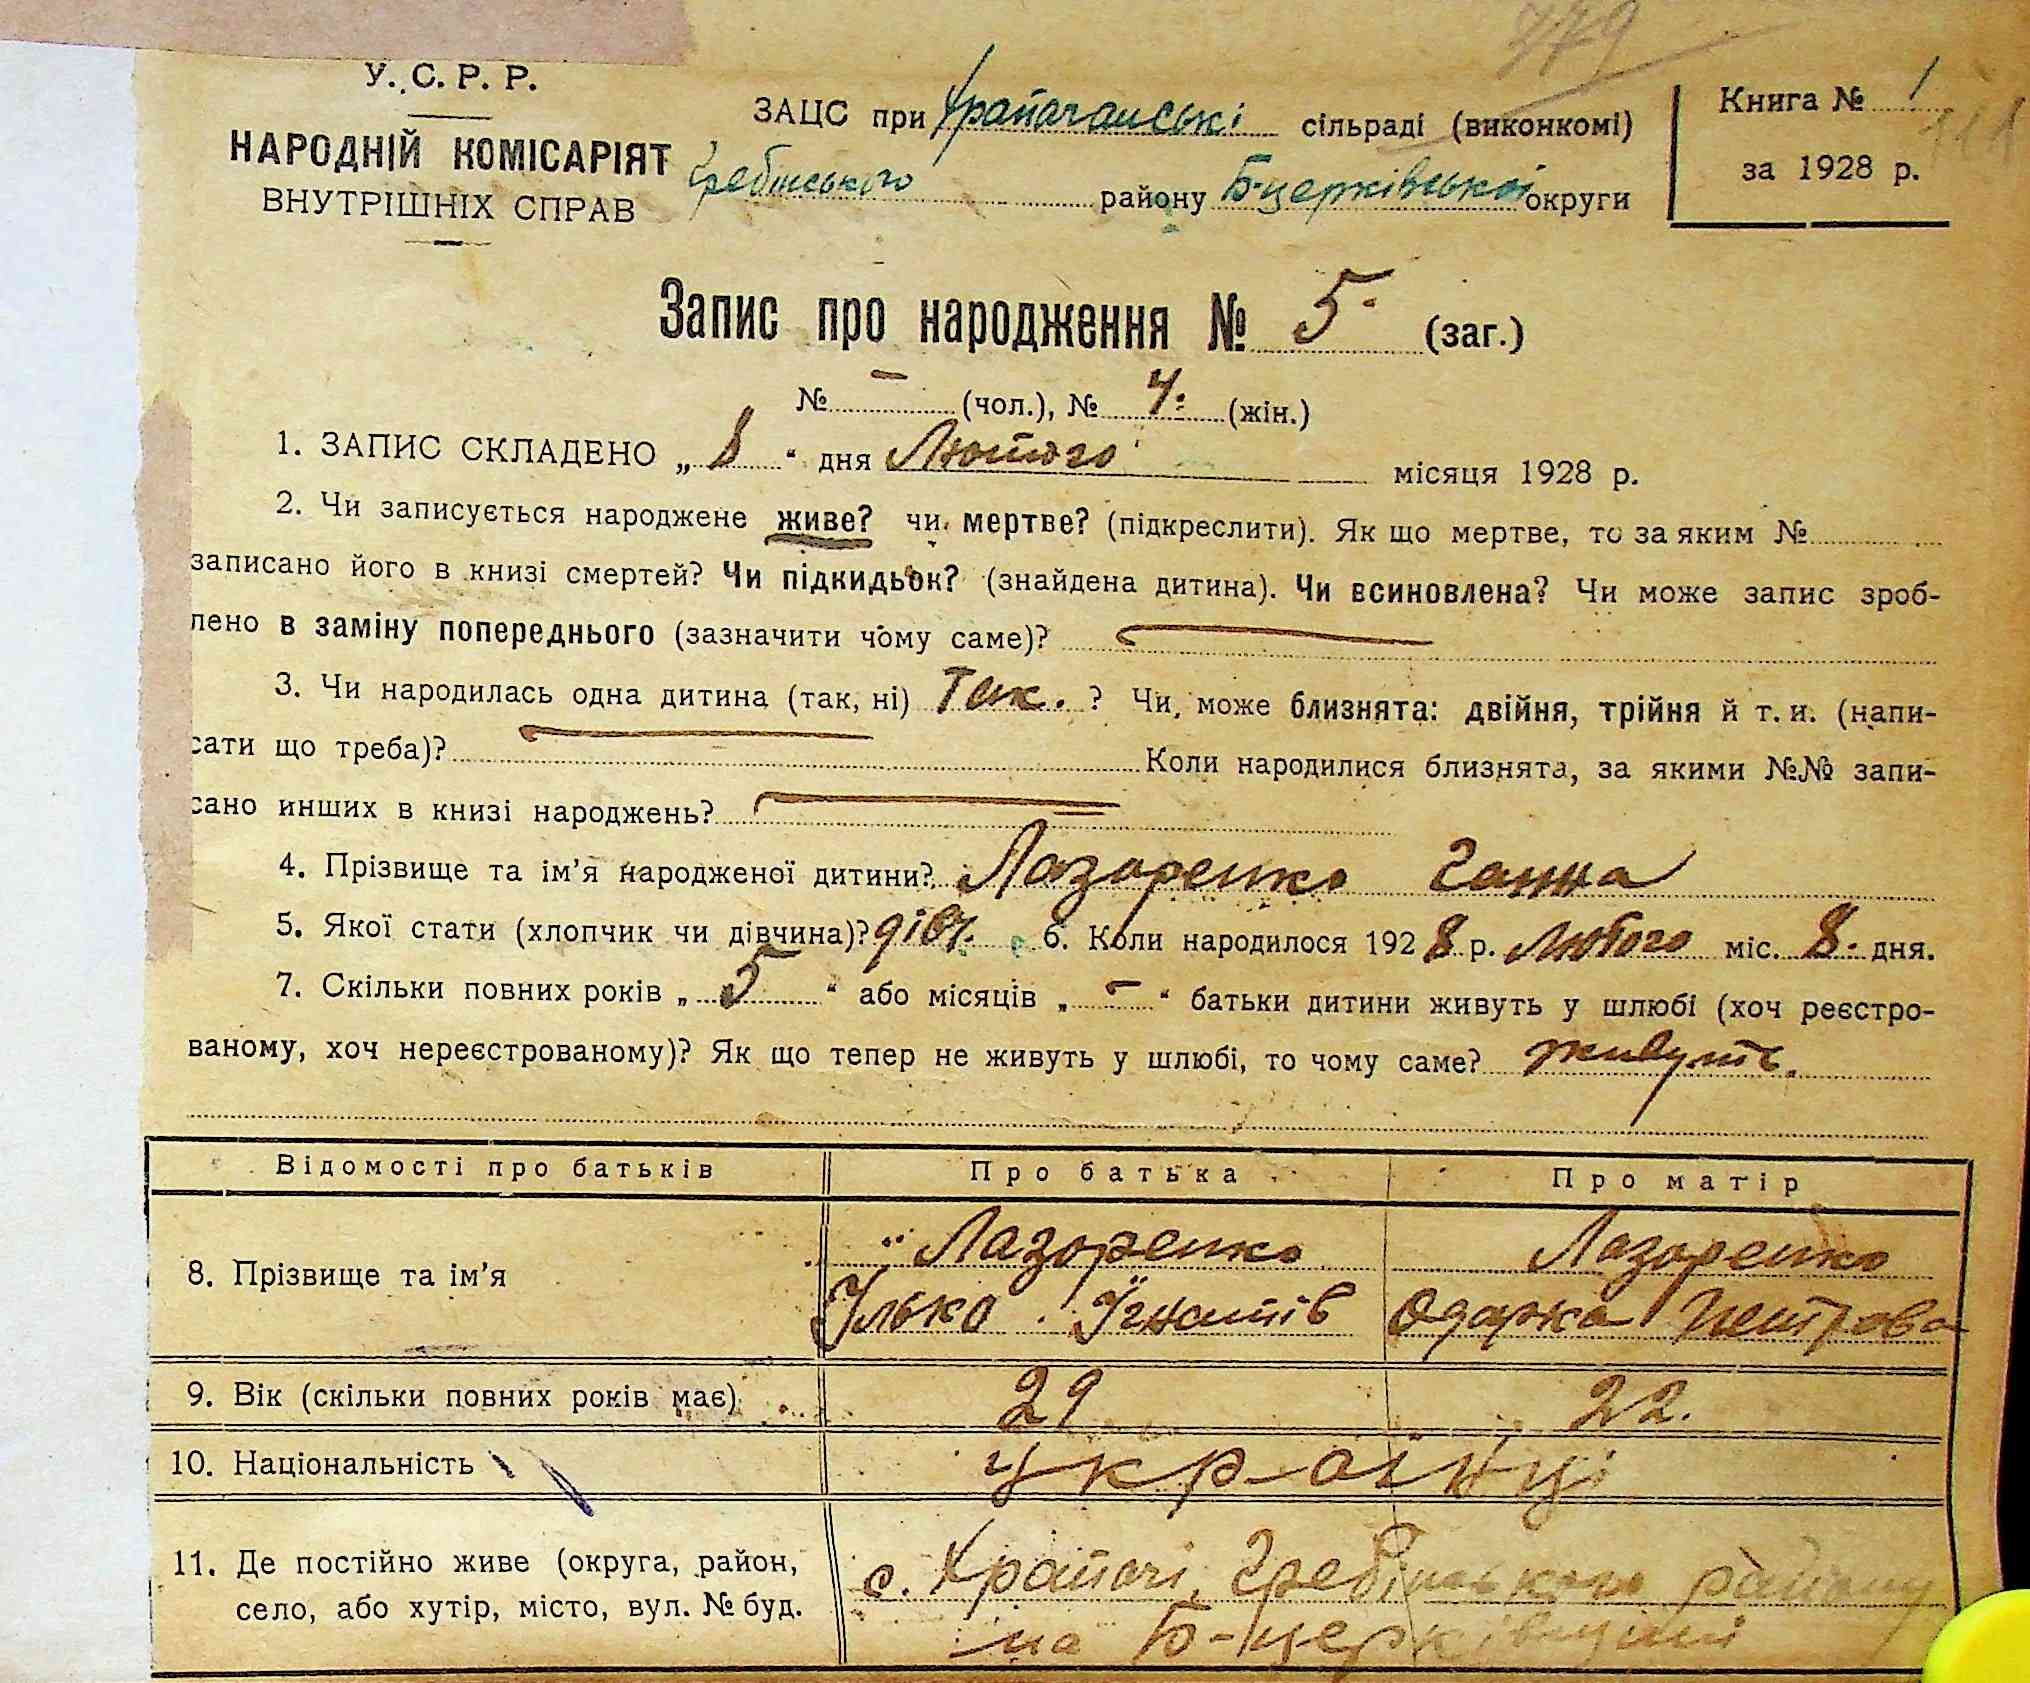 779
У.С.Р.Р.
НАРОДНІЙ КОМІСАРІЯТ
ВНУТРІШНІХ СПРАВ
ЗАЦС при Храпачанські сільраді (виконкомі)
Гребінського району Б-церківської округи
Книга № 1
за 1928 р.
Запис про народження № 5 (заг.)
№ – (чол.), № 4. (жін.)
1. ЗАПИС СКЛАДЕНО „ 8 “ дня Лютого місяця 1928 р.
2. Чи записується народжене живе? чи мертве? (підкреслити). Як що мертве, то за яким №
записано його в книзі смертей? Чи підкидьок? (знайдена дитина). Чи всиновлена? Чи може запис зроб-
лено в заміну попереднього (зазначити чому саме)?
3. Чи народилась одна дитина (так, ні) Так. ? Чи може близнята: двійня, трійня й т. и. (напи-
сати що треба)? Коли народилися близнята, за якими №№ запи-
сано инших в книзі народжень?
4. Прізвище та ім’я народженої дитини? Лазоренко Ганна
5. Якої стати (хлопчик чи дівчина)? дівч. 6. Коли народилося 1928 р. Лютого міс. 8. дня.
7. Скільки повних років „ 5 “ або місяців „ – “ батьки дитини живуть у шлюбі (хоч реєстро-
ваному, хоч нереєстрованому)? Як що тепер не живуть у шлюбі, то чому саме? живуть.
Відомості про батьків Про батька Про матір
8. Прізвище та ім’я Лазоренко Лазоренко
Ілько Ігнатів Одарка Петрова
9. Вік (скільки повних років має) 29 22.
10. Національність українці
11. Де постійно живе (округа, район, с. Храпачі, Гребінського району
село, або хутір, місто, вул. № буд. на Б-церківщині